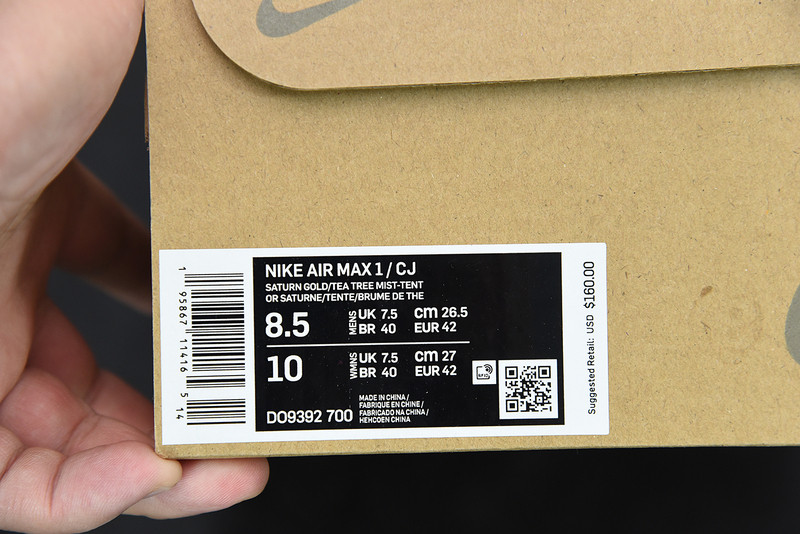 NIKE AIR MAX 1 / CJ
SATURN GOLD/TEA TREE MIST-TENT
OR SATURNE/TENTE/BRUME DE THE
8.5 MENS UK 7.5 cm 26.5
BR 40 EUR 42
10 WMNS UK 7.5 cm 27
BR 40 EUR 42
DO9392 700
MADE IN CHINA /
FABRIQUE EN CHINE /
FABRICADO NA CHINA /
HEHCOEN CHINA
RFID
1 95867 11416 5 14
Suggested Retail: USD $160.00